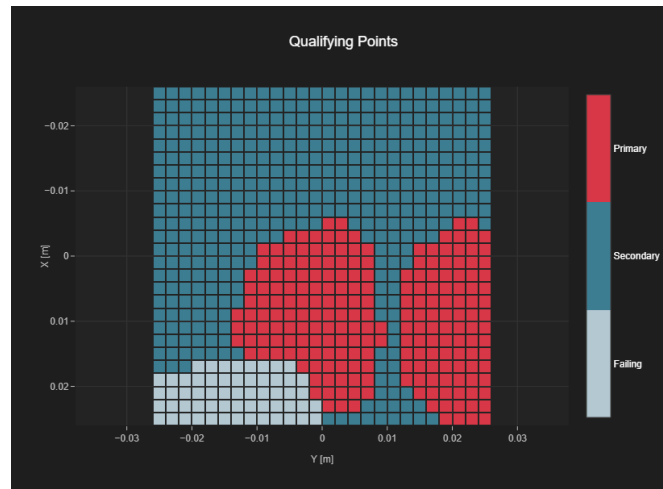 Qualifying Points
−0.02
−0.01
0
0.01
0.02
X [m]
−0.03
−0.02
−0.01
0
0.01
0.02
0.03
Y [m]
Primary
Secondary
Failing